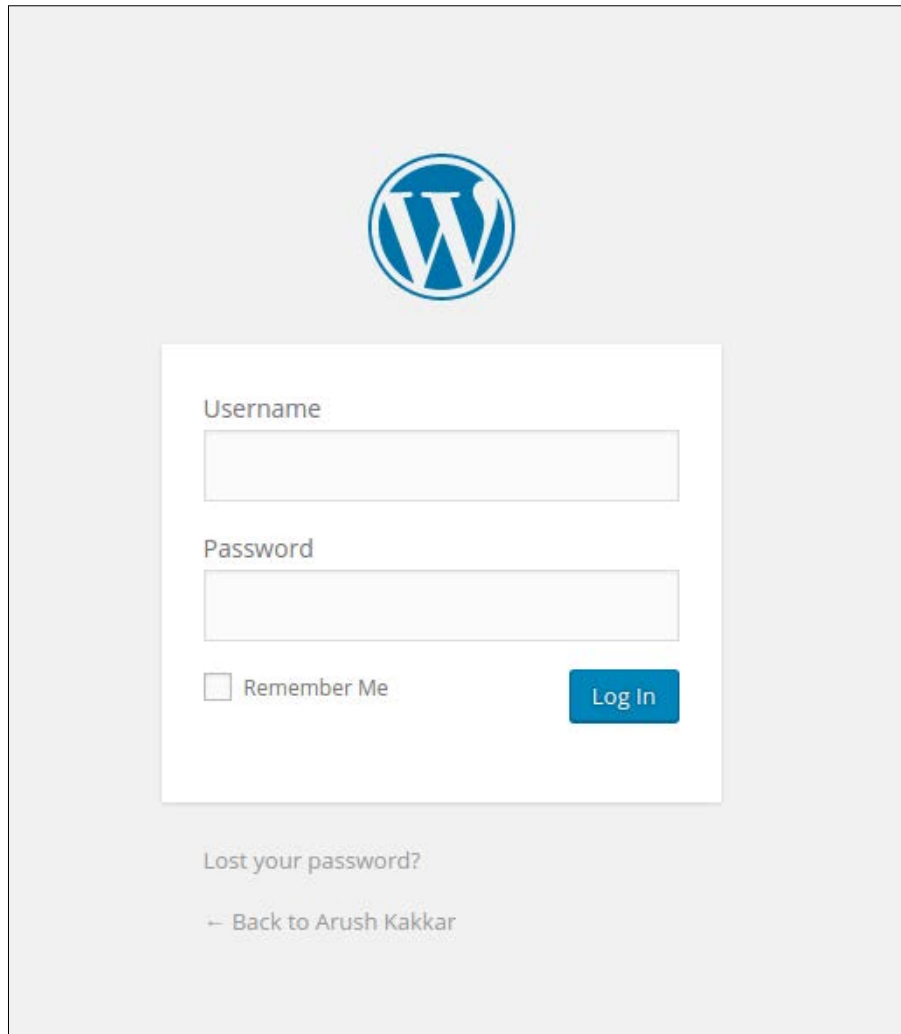 Username
Password
Remember Me
Log In
Lost your password?
← Back to Arush Kakkar